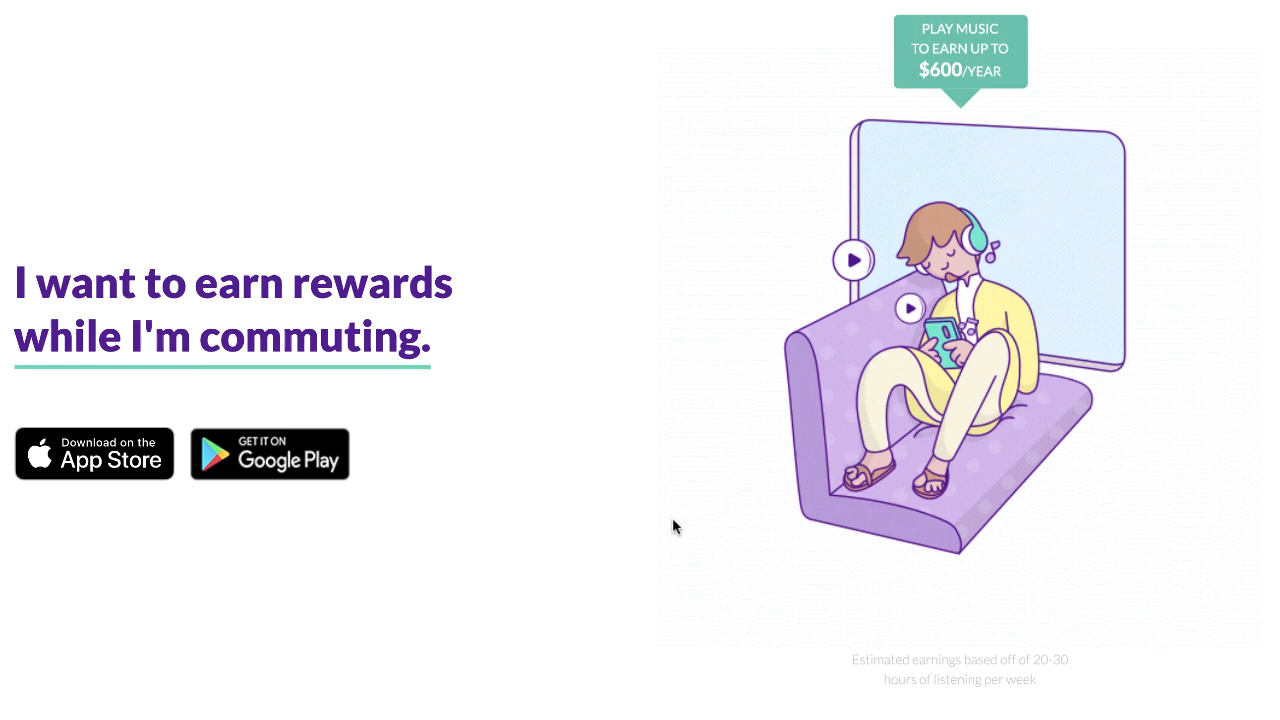 PLAY MUSIC
TO EARN UP TO
$600/YEAR
I want to earn rewards
while I'm commuting.
Download on the
App Store
GET IT ON
Google Play
Estimated earnings based off of 20-30
hours of listening per week